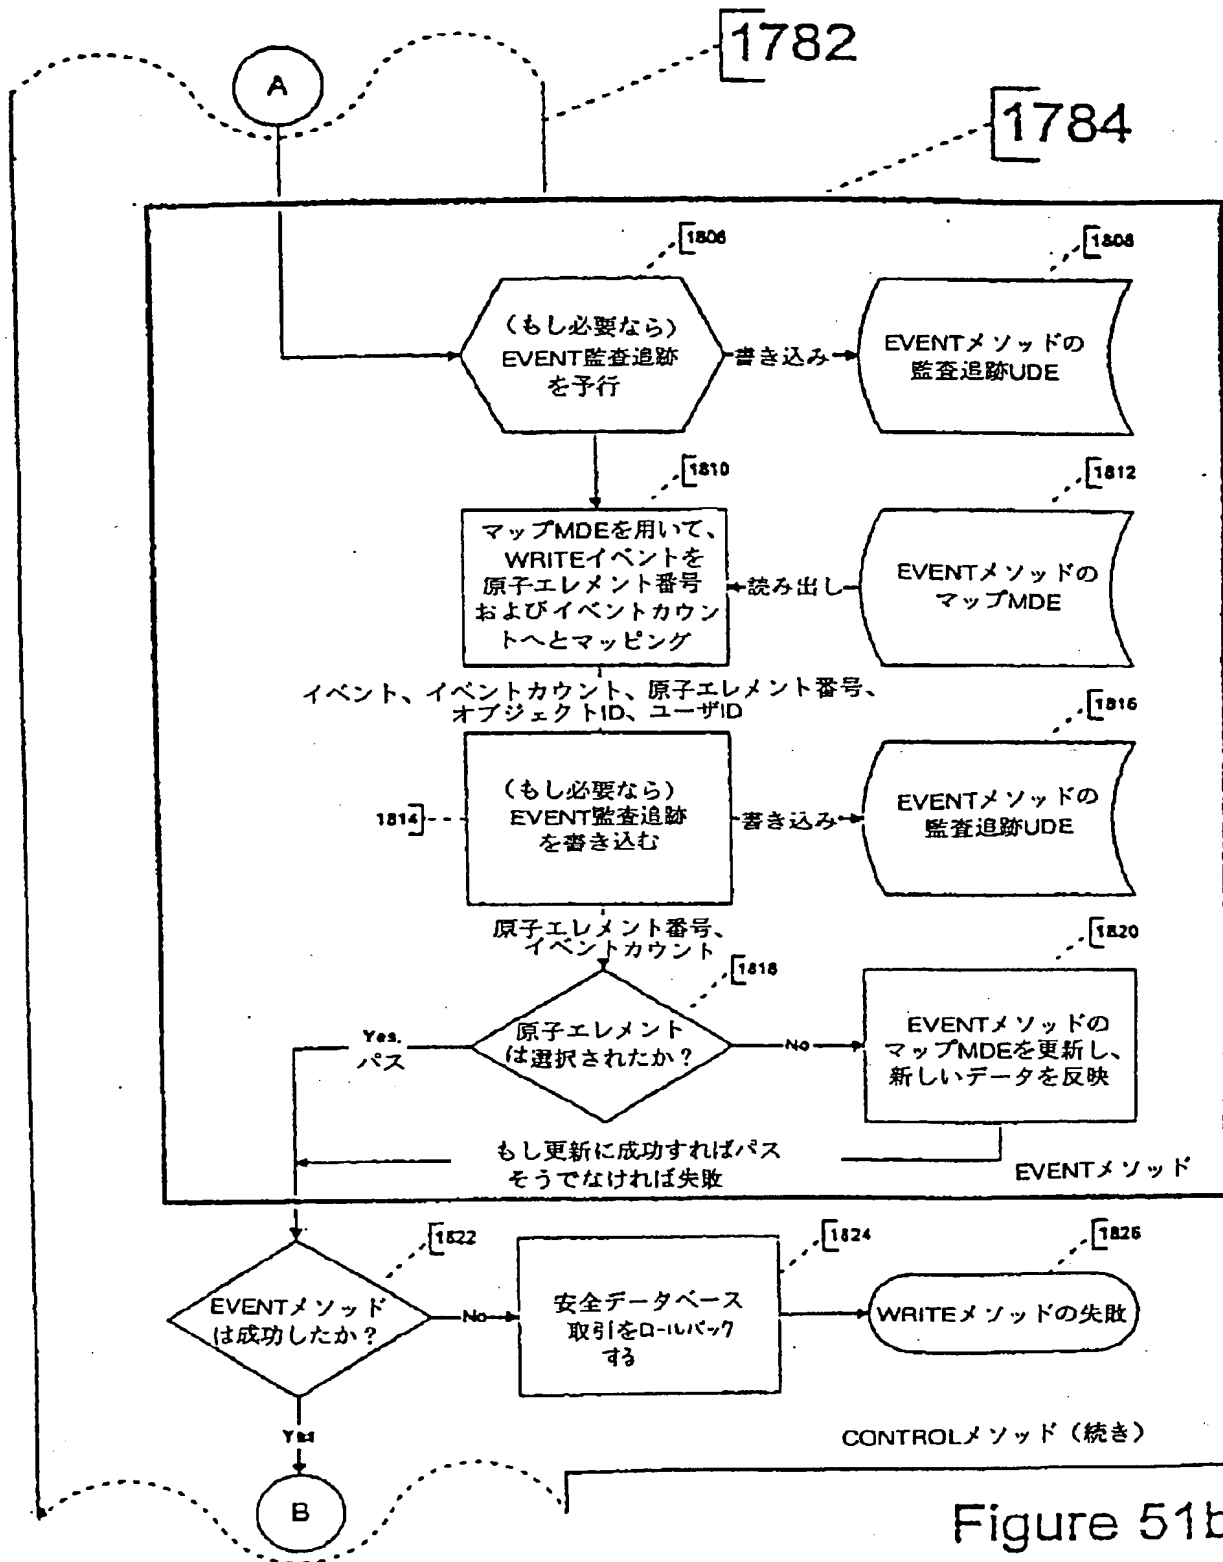 1782
A
1784
1806
1808
(もし必要なら)
EVENT監査追跡
を予行
書き込み
EVENTメソッドの
監査追跡UDE
1810
1812
マップMDEを用いて、
WRITEイベントを
原子エレメント番号
およびイベントカウン
トへとマッピング
読み出し
EVENTメソッドの
マップMDE
イベント、イベントカウント、原子エレメント番号、
オブジェクトID、ユーザID
1816
1814
(もし必要なら)
EVENT監査追跡
を書き込む
書き込み
EVENTメソッドの
監査追跡UDE
原子エレメント番号、
イベントカウント
1818
1820
Yes,
パス
原子エレメント
は選択されたか?
No
EVENTメソッドの
マップMDEを更新し、
新しいデータを反映
もし更新に成功すればパス
そうでなければ失敗
EVENTメソッド
1822
1824
1826
EVENTメソッド
は成功したか?
No
安全データベース
取引をロールバック
する
WRITEメソッドの失敗
Yes
CONTROLメソッド(続き)
B
Figure 51b